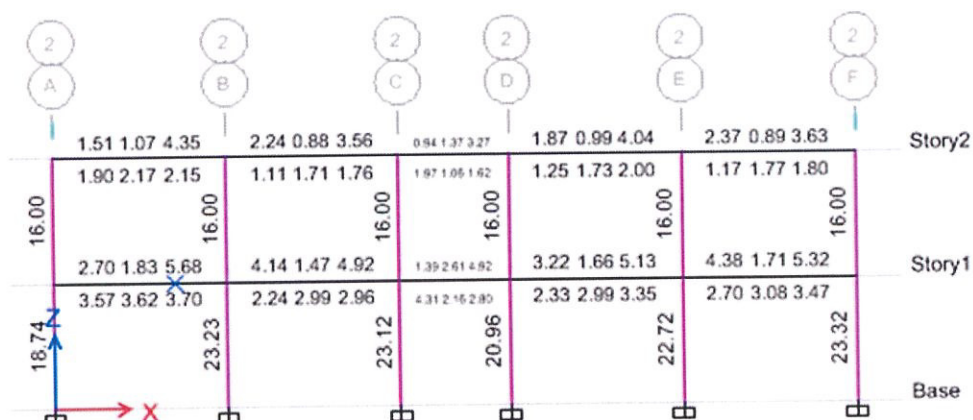 2 2 2 2 2 2
A B C D E F
1.51 1.07 4.35 2.24 0.88 3.56 0.94 1.37 3.27 1.87 0.99 4.04 2.37 0.89 3.63
Story2
1.90 2.17 2.15 1.11 1.71 1.76 1.97 1.05 1.62 1.25 1.73 2.00 1.17 1.77 1.80
16.00 16.00 16.00 16.00 16.00 16.00
2.70 1.83 5.68 4.14 1.47 4.92 1.39 2.61 4.92 3.22 1.66 5.13 4.38 1.71 5.32
Story1
3.57 3.62 3.70 2.24 2.99 2.96 4.31 2.16 2.80 2.33 2.99 3.35 2.70 3.08 3.47
18.74 23.23 23.12 20.96 22.72 23.32
Z
X
Base